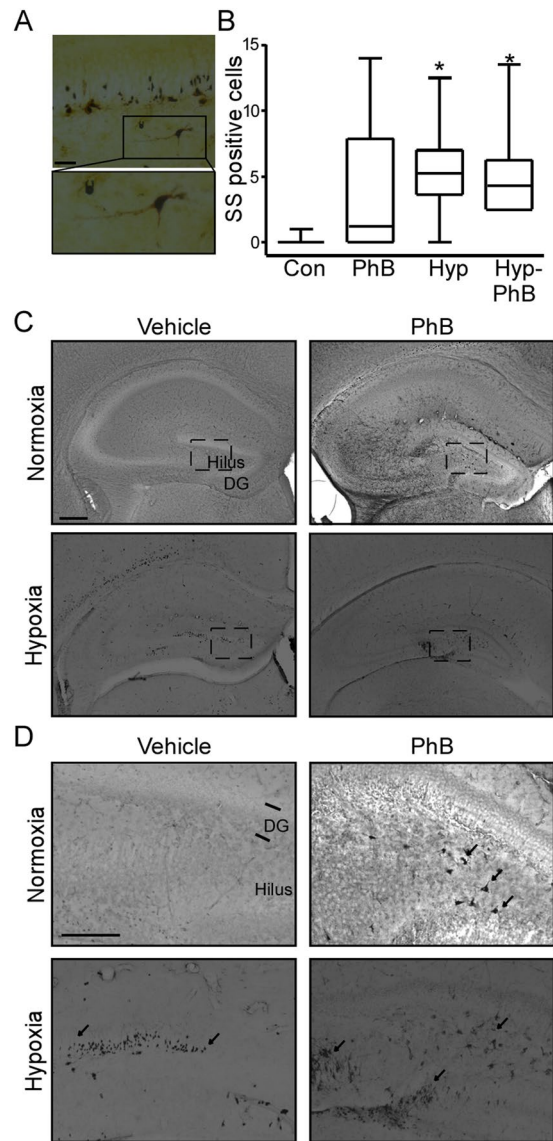 A
B
SS positive cells
15
10
5
0
*
*
Con
PhB
Hyp
Hyp-
PhB
C
Vehicle
PhB
Normoxia
Hilus
DG
Hypoxia
D
Vehicle
PhB
Normoxia
DG
Hilus
Hypoxia